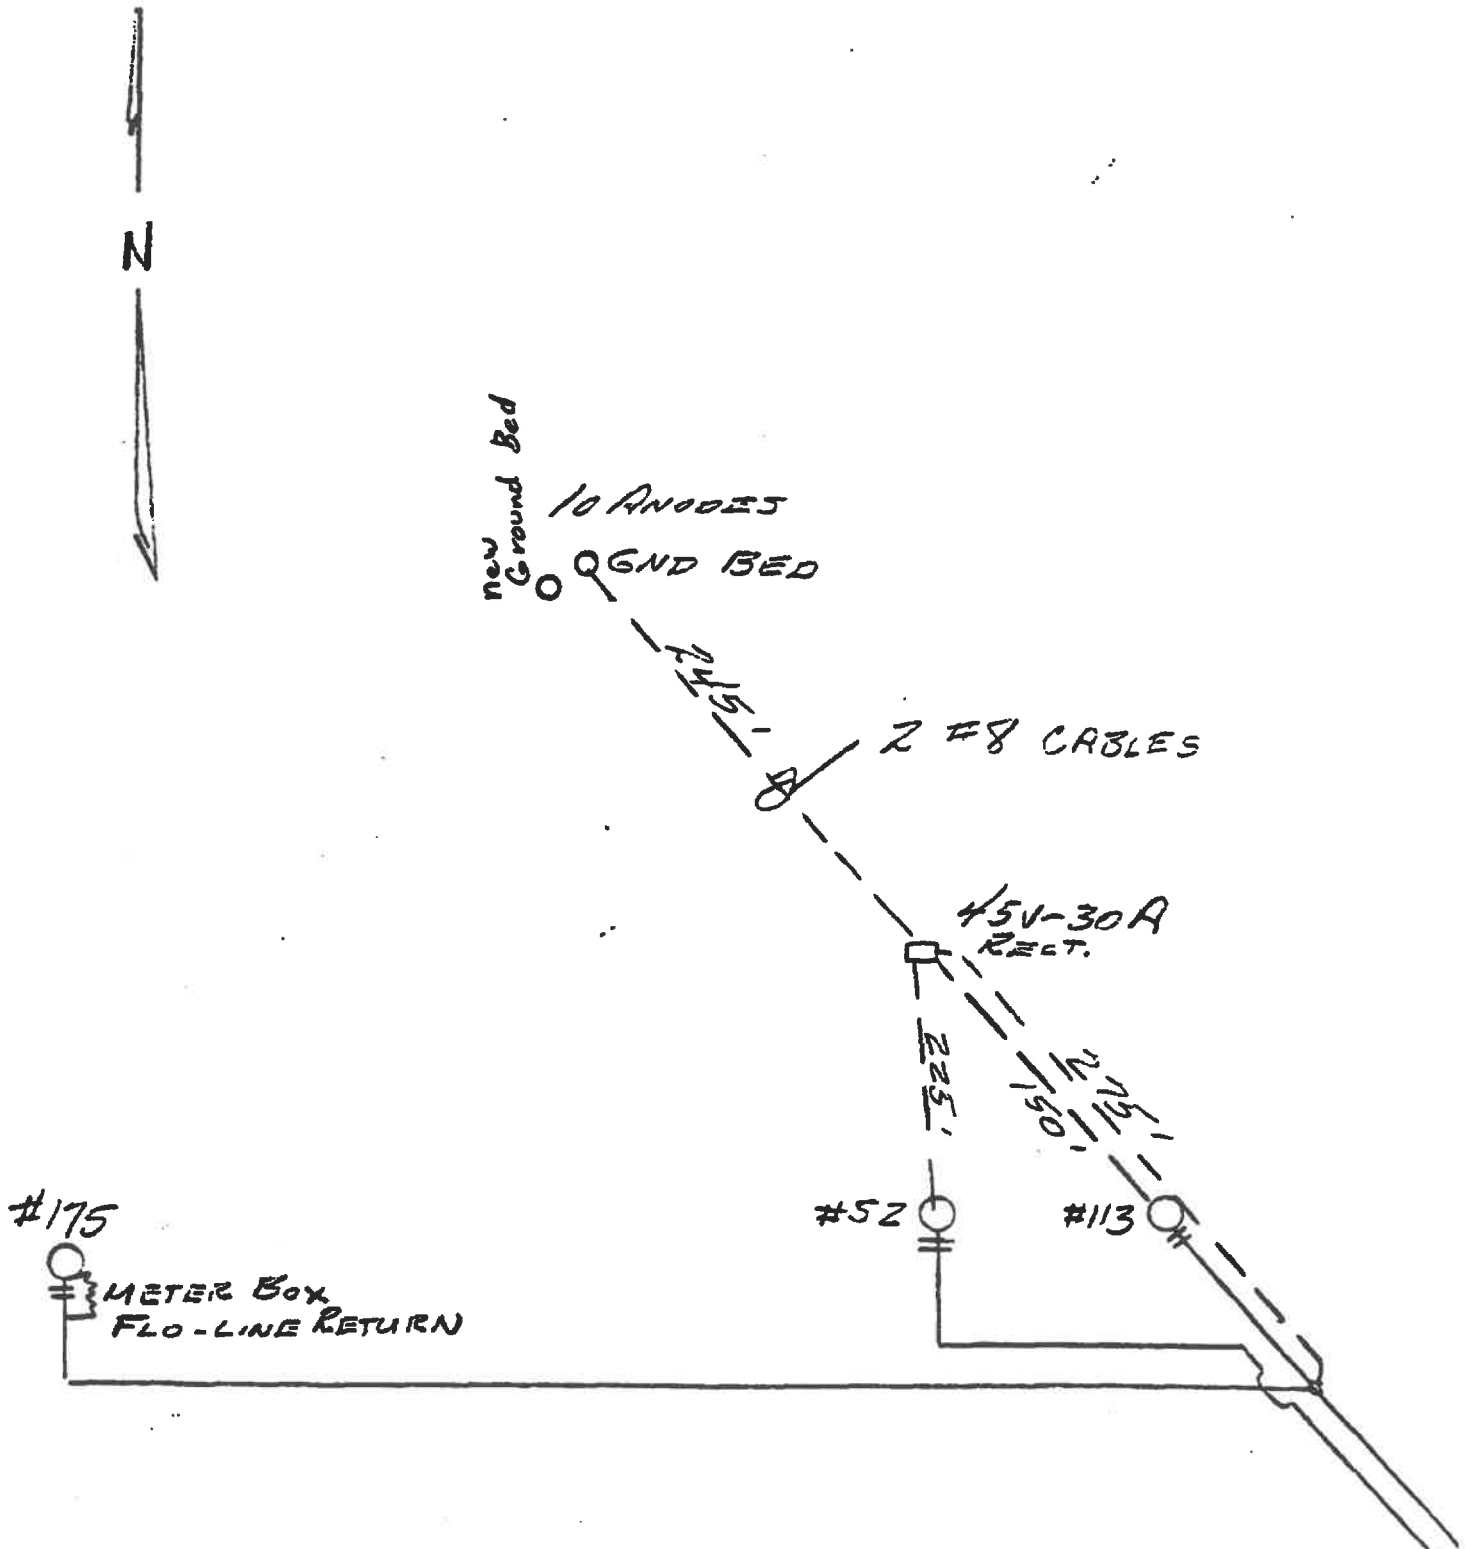 N
new
Ground Bed
10 ANODES
GND BED
245'
2 #8 CABLES
45V-30A
RECT.
225'
275'
150'
#175
METER BOX
FLO-LINE RETURN
#52
#113